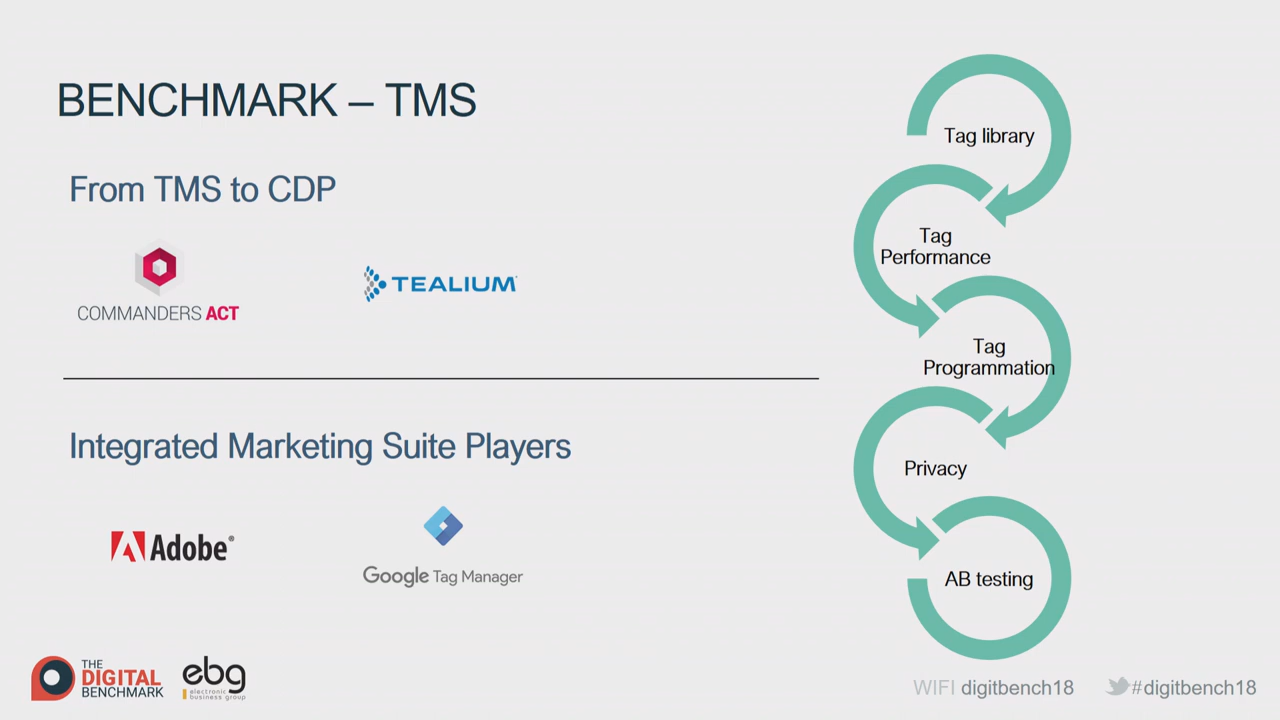 BENCHMARK – TMS
From TMS to CDP
COMMANDERS ACT
TEALIUM
Integrated Marketing Suite Players
Adobe®
Google Tag Manager
Tag library
Tag
Performance
Tag
Programmation
Privacy
AB testing
THE
DIGITAL
BENCHMARK
ebg
electronic
business group
WIFI digitbench18
#digitbench18